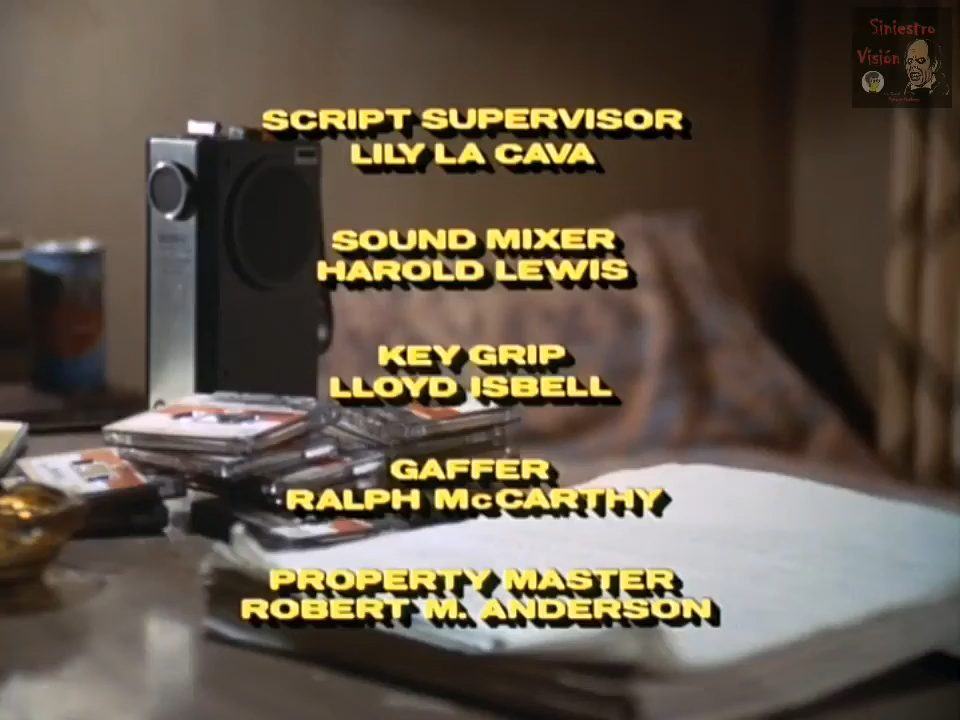 Siniestro
Visión
SCRIPT SUPERVISOR
LILY LA CAVA
SOUND MIXER
HAROLD LEWIS
KEY GRIP
LLOYD ISBELL
GAFFER
RALPH McCARTHY
PROPERTY MASTER
ROBERT M. ANDERSON